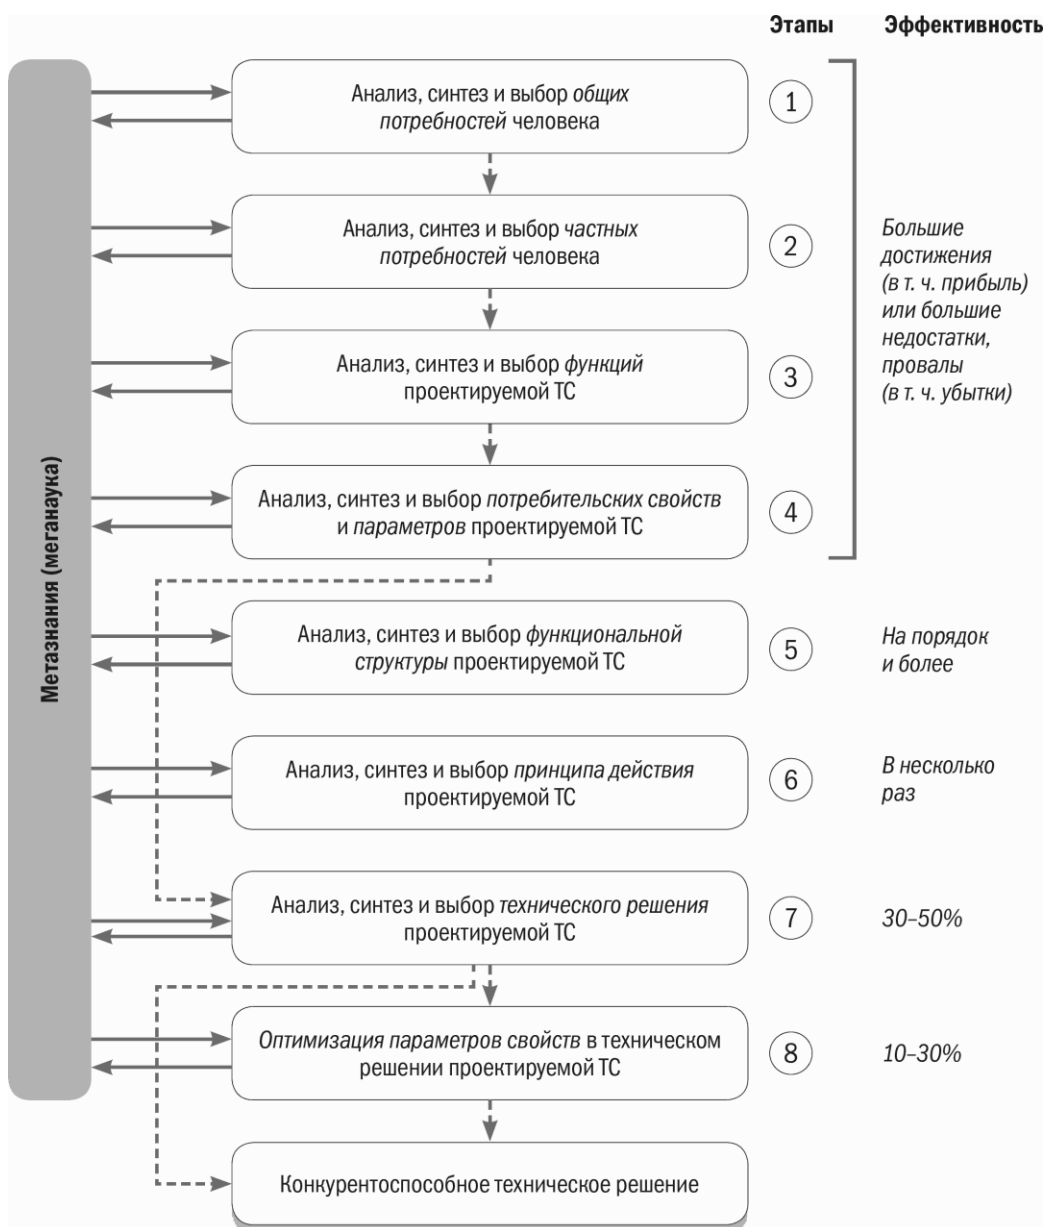 Этапы Эффективность
Анализ, синтез и выбор общих
потребностей человека
1
Анализ, синтез и выбор частных
потребностей человека
2
Большие
достижения
(в т. ч. прибыль)
или большие
недостатки,
провалы
(в т. ч. убытки)
Анализ, синтез и выбор функций
проектируемой ТС
3
Анализ, синтез и выбор потребительских свойств
и параметров проектируемой ТС
4
Метазнания (меганаука)
Анализ, синтез и выбор функциональной
структуры проектируемой ТС
5
На порядок
и более
Анализ, синтез и выбор принципа действия
проектируемой ТС
6
В несколько
раз
Анализ, синтез и выбор технического решения
проектируемой ТС
7
30–50%
Оптимизация параметров свойств в техническом
решении проектируемой ТС
8
10–30%
Конкурентоспособное техническое решение